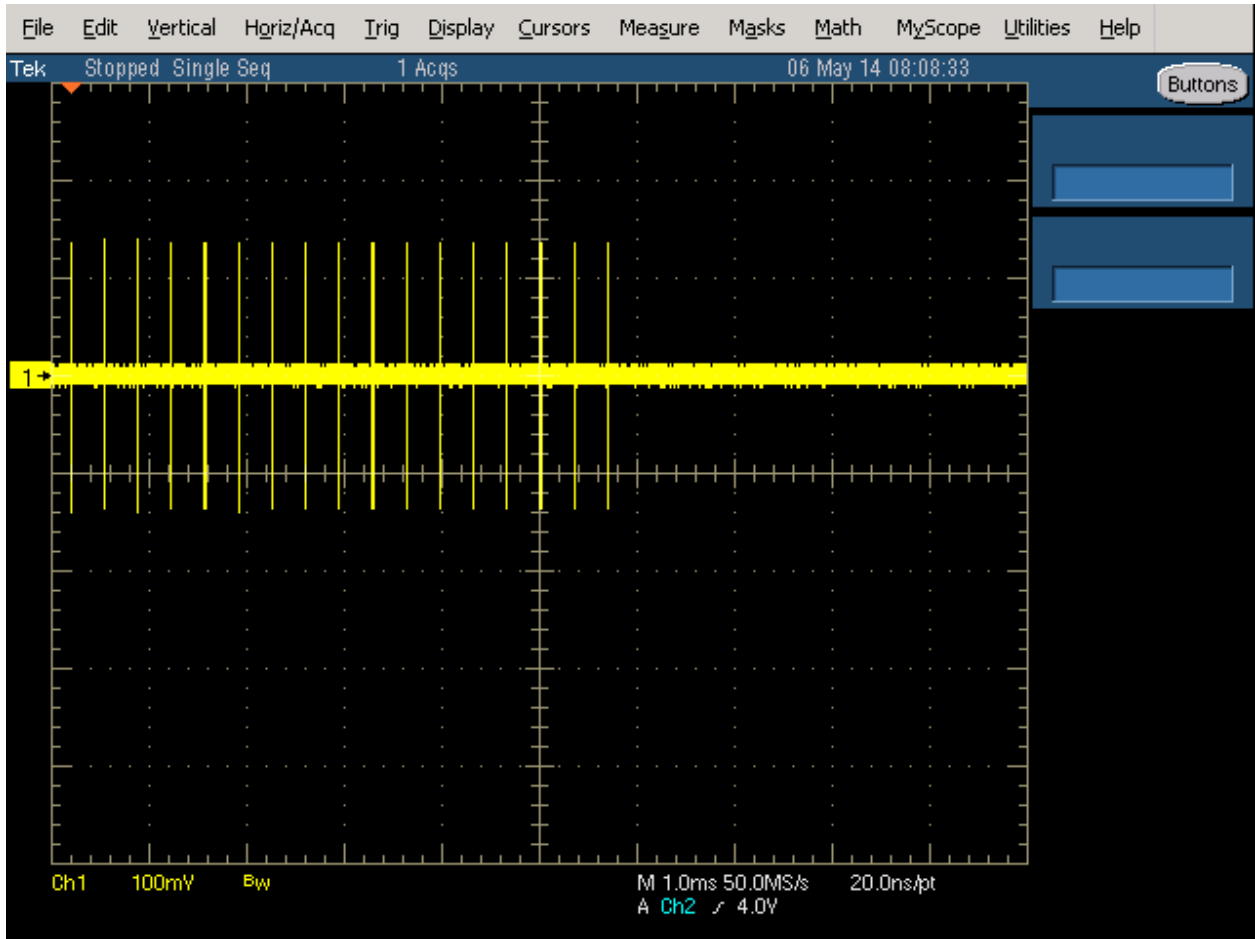 File Edit Vertical Horiz/Acq Trig Display Cursors Measure Masks Math MyScope Utilities Help
Tek Stopped Single Seq 1 Acqs 06 May 14 08:08:33
Buttons
1
Ch1 100mV Bw M 1.0ms 50.0MS/s 20.0ns/pt
A Ch2 4.0V